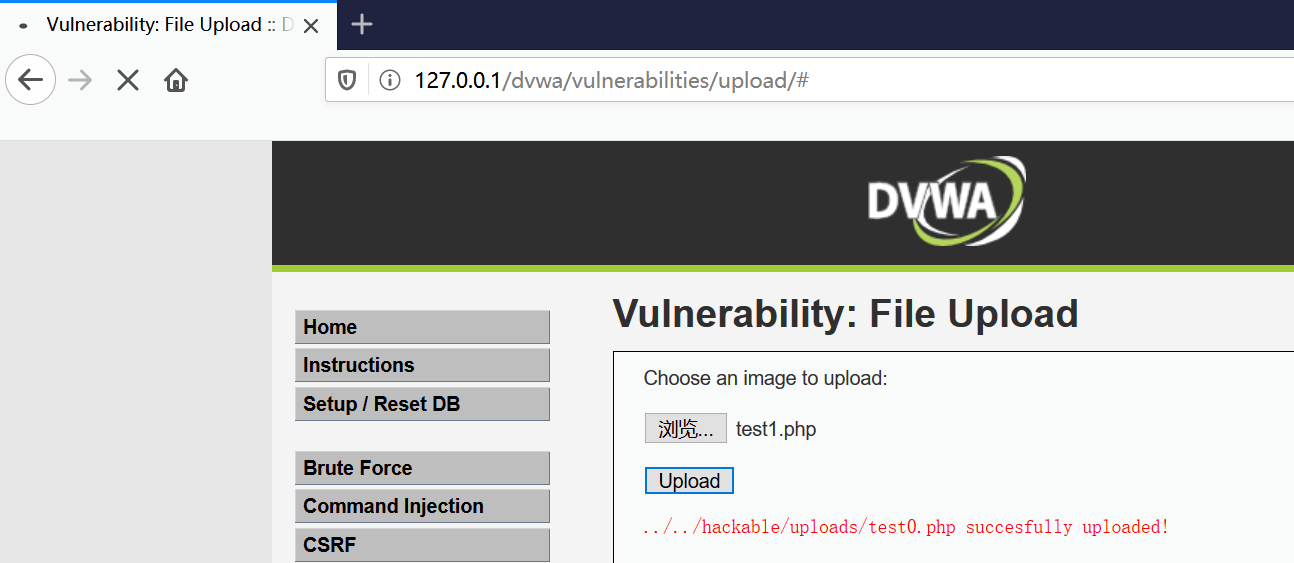 Vulnerability: File Upload :: D
127.0.0.1/dvwa/vulnerabilities/upload/#
DVWA
Home
Instructions
Setup / Reset DB
Brute Force
Command Injection
CSRF
Vulnerability: File Upload
Choose an image to upload:
浏览... test1.php
Upload
../../hackable/uploads/test0.php succesfully uploaded!